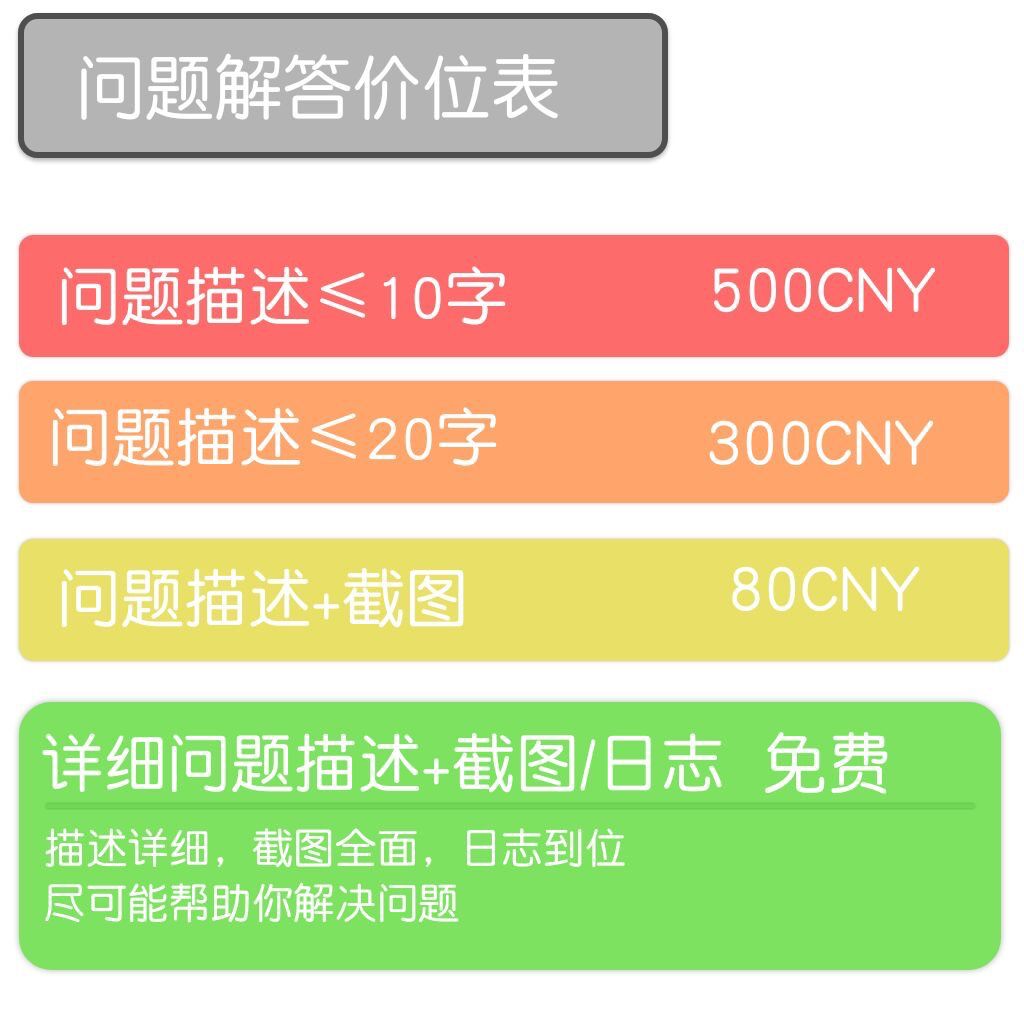 问题解答价位表
问题描述≤10字 500CNY
问题描述≤20字 300CNY
问题描述+截图 80CNY
详细问题描述+截图/日志 免费
描述详细，截图全面，日志到位
尽可能帮助你解决问题